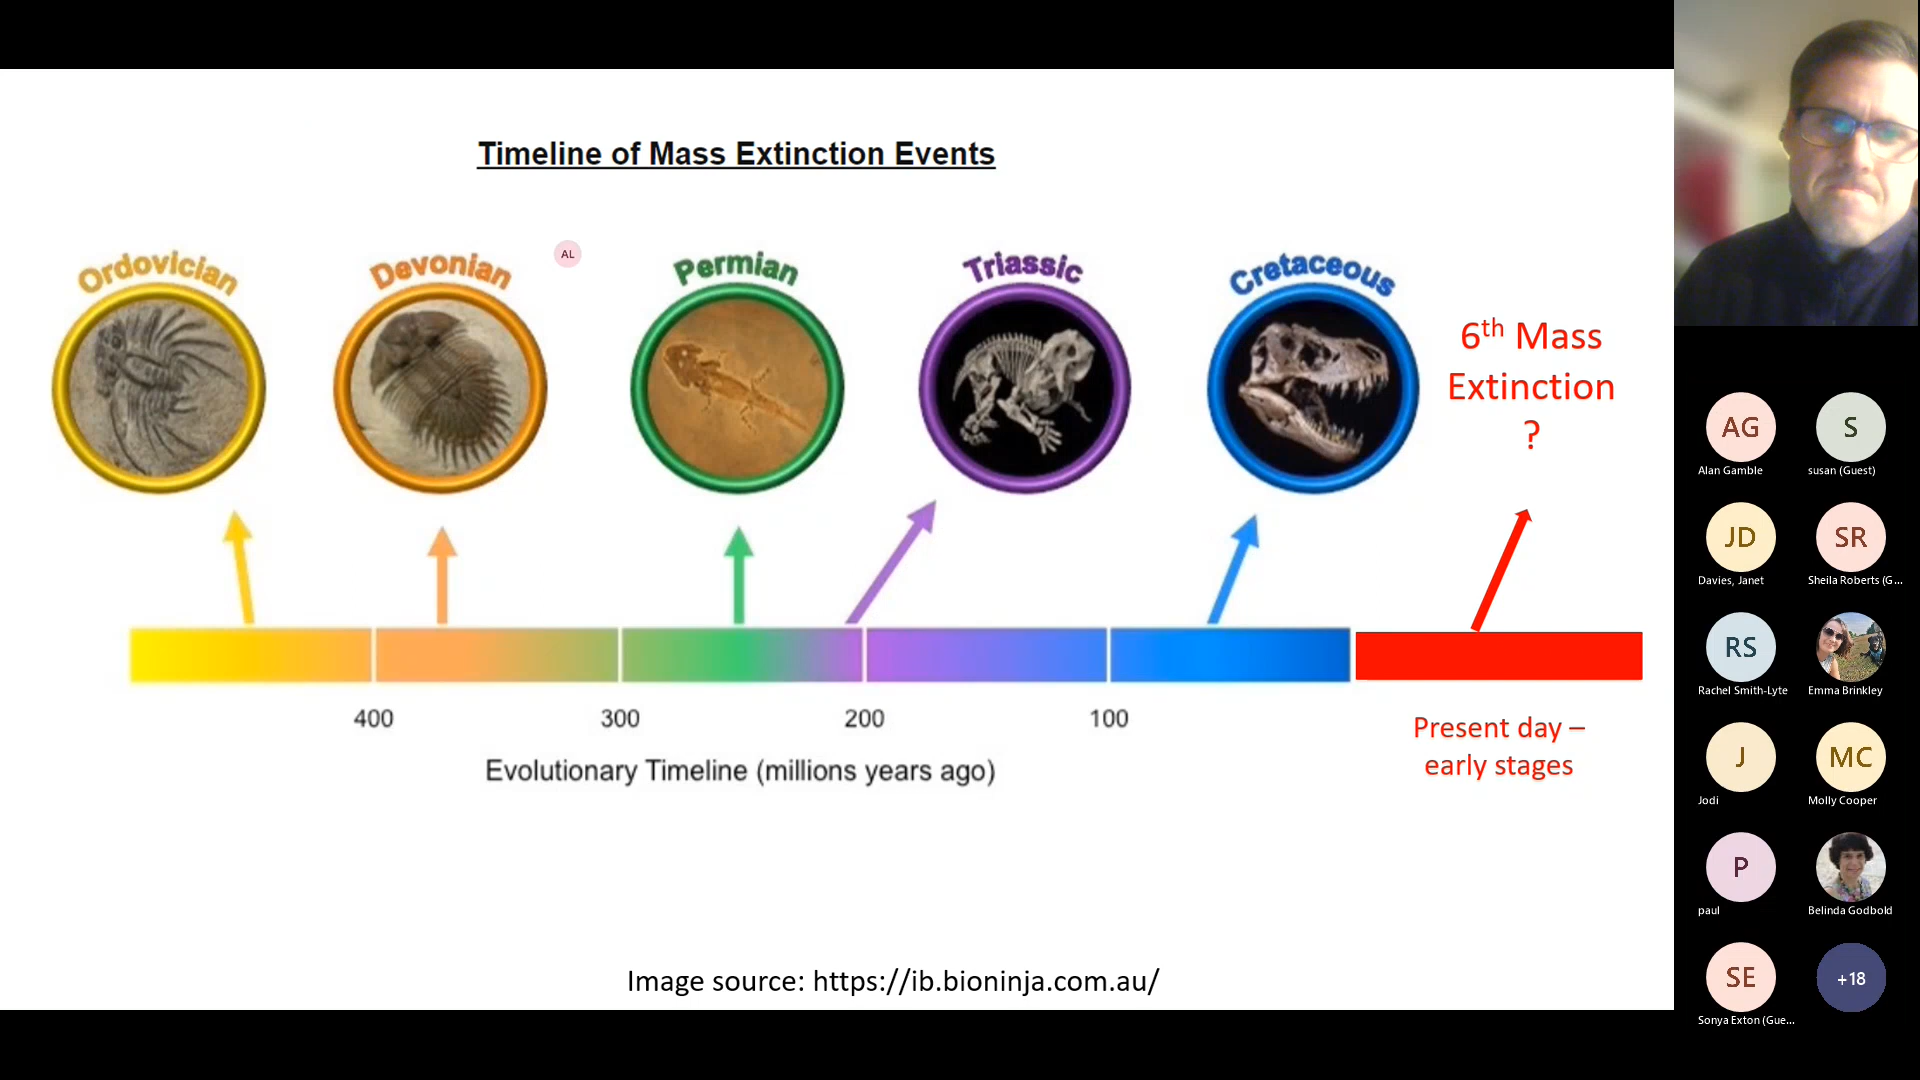 Timeline of Mass Extinction Events
Ordovician
Devonian
AL
Permian
Triassic
Cretaceous
6th Mass
Extinction
?
400
300
200
100
Evolutionary Timeline (millions years ago)
Present day –
early stages
Image source: https://ib.bioninja.com.au/
AG
S
Alan Gamble
susan (Guest)
JD
SR
Davies, Janet
Sheila Roberts (G...
RS
Rachel Smith-Lyte
Emma Brinkley
J
MC
Jodi
Molly Cooper
P
paul
Belinda Godbold
SE
+18
Sonya Exton (Gue...